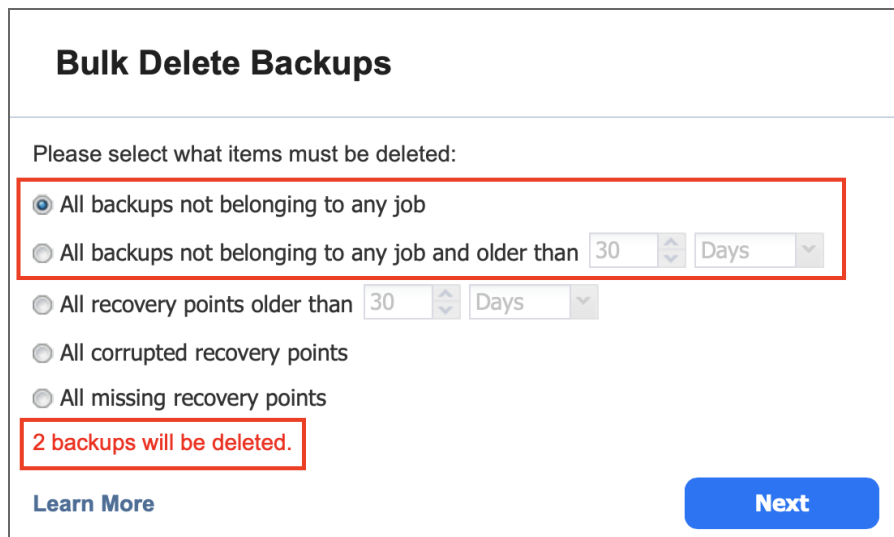 Bulk Delete Backups
Please select what items must be deleted:
All backups not belonging to any job
All backups not belonging to any job and older than 30 Days
All recovery points older than 30 Days
All corrupted recovery points
All missing recovery points
2 backups will be deleted.
Learn More Next